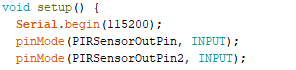 void setup() {
  Serial.begin(115200);
  pinMode(PIRSensorOutPin, INPUT);
  pinMode(PIRSensorOutPin2, INPUT);